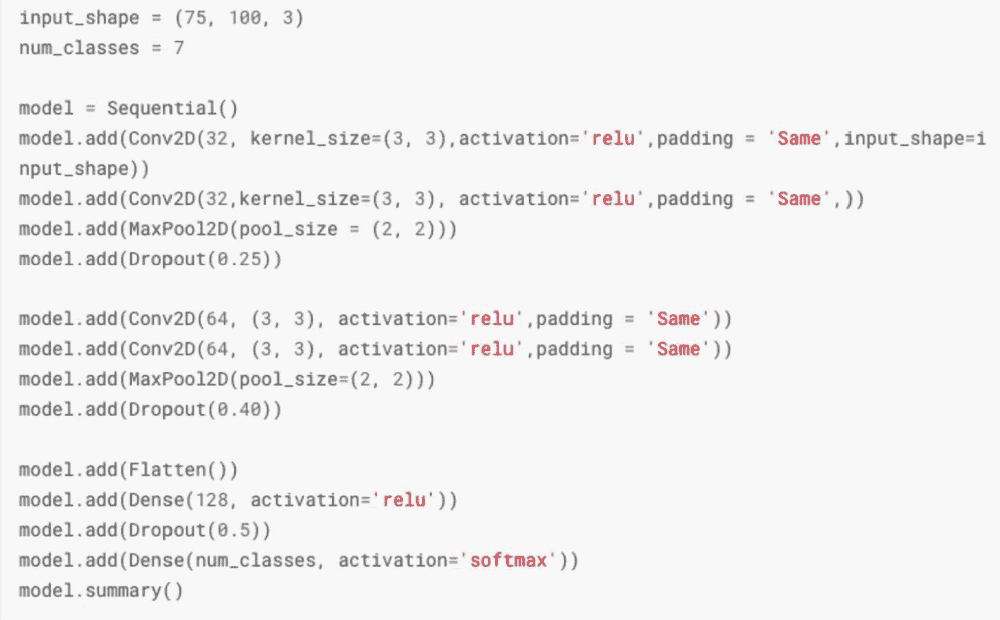 input_shape = (75, 100, 3)
num_classes = 7
model = Sequential()
model.add(Conv2D(32, kernel_size=(3, 3),activation='relu',padding = 'Same',input_shape=i
nput_shape))
model.add(Conv2D(32,kernel_size=(3, 3), activation='relu',padding = 'Same',))
model.add(MaxPool2D(pool_size = (2, 2)))
model.add(Dropout(0.25))
model.add(Conv2D(64, (3, 3), activation='relu',padding = 'Same'))
model.add(Conv2D(64, (3, 3), activation='relu',padding = 'Same'))
model.add(MaxPool2D(pool_size=(2, 2)))
model.add(Dropout(0.40))
model.add(Flatten())
model.add(Dense(128, activation='relu'))
model.add(Dropout(0.5))
model.add(Dense(num_classes, activation='softmax'))
model.summary()